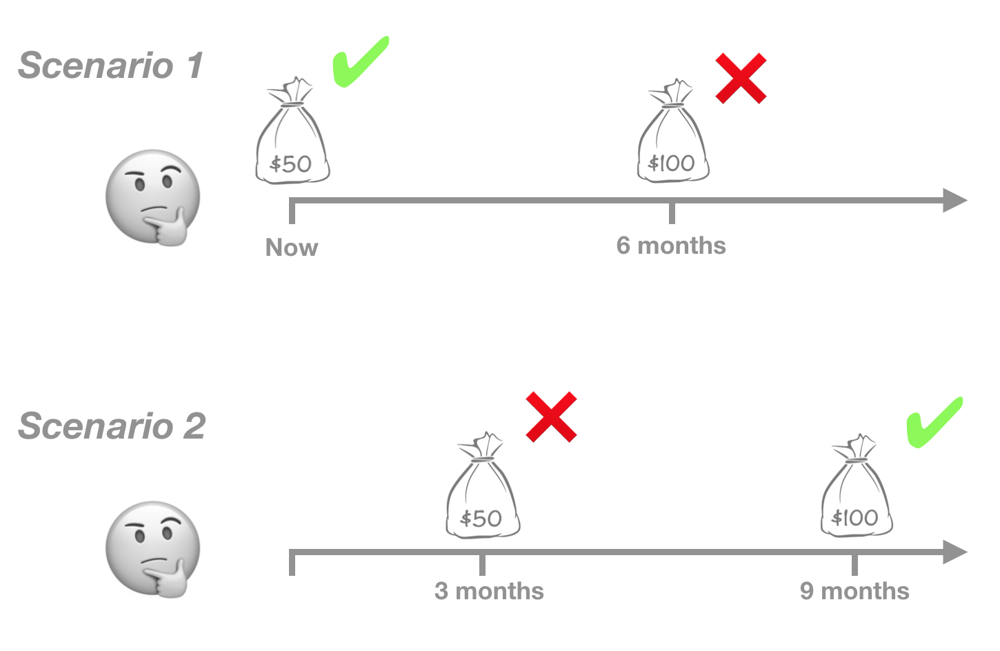 Scenario 1
$50
$100
Now
6 months
Scenario 2
$50
$100
3 months
9 months